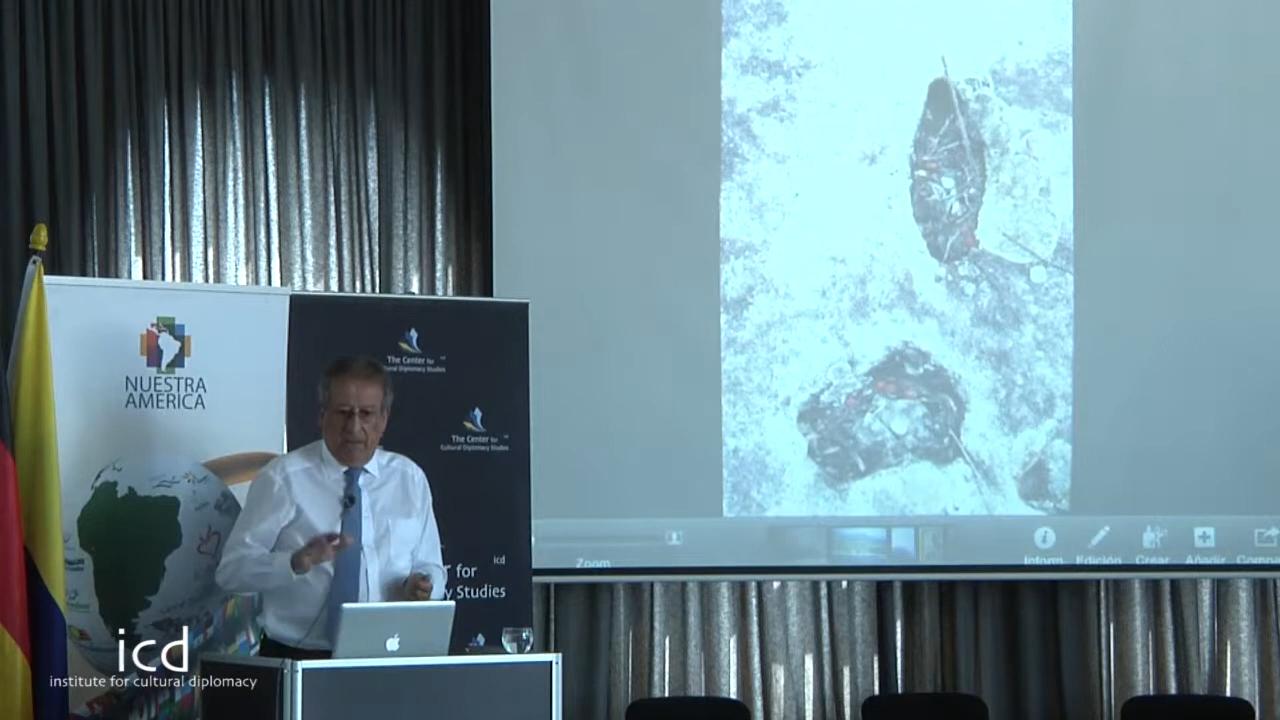 NUESTRA
AMERICA
The Center for
Cultural Diplomacy Studies
The Center for
Cultural Diplomacy Studies
icd
for
y Studies
icd
institute for cultural diplomacy
Zoom
Inform.
Edición
Crear
Añadir